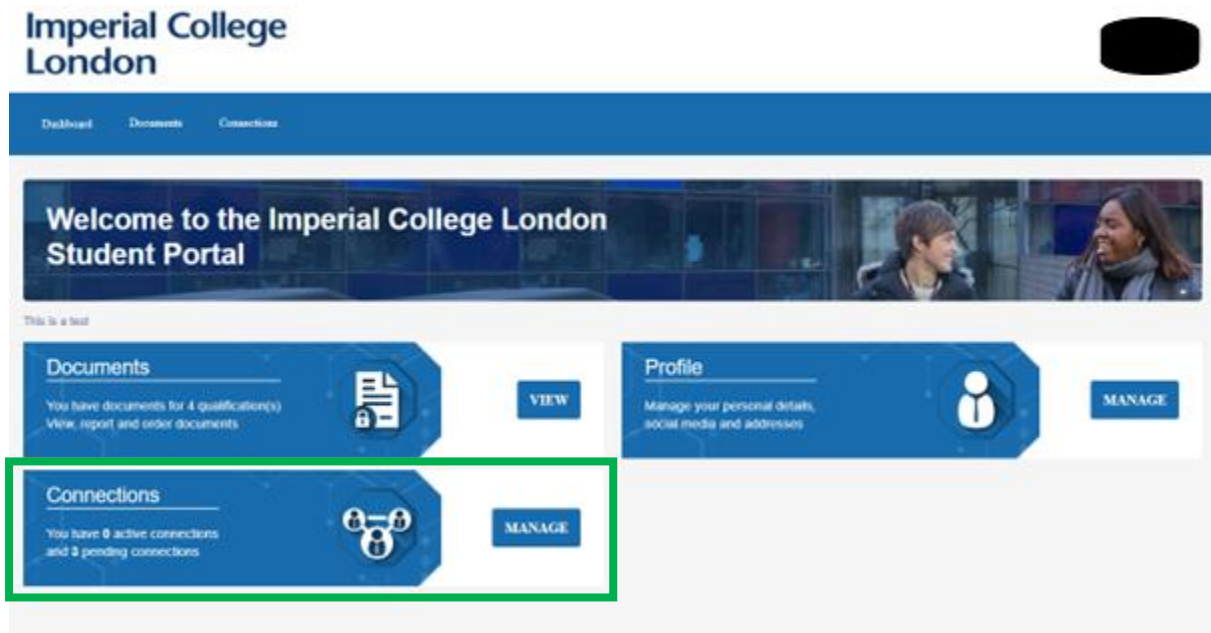 Imperial College
London
Dashboard Documents Connections
Welcome to the Imperial College London
Student Portal
This is a test
Documents
You have documents for 4 qualification(s)
View, report and order documents
VIEW
Profile
Manage your personal details,
social media and addresses
MANAGE
Connections
You have 0 active connections
and 3 pending connections
MANAGE